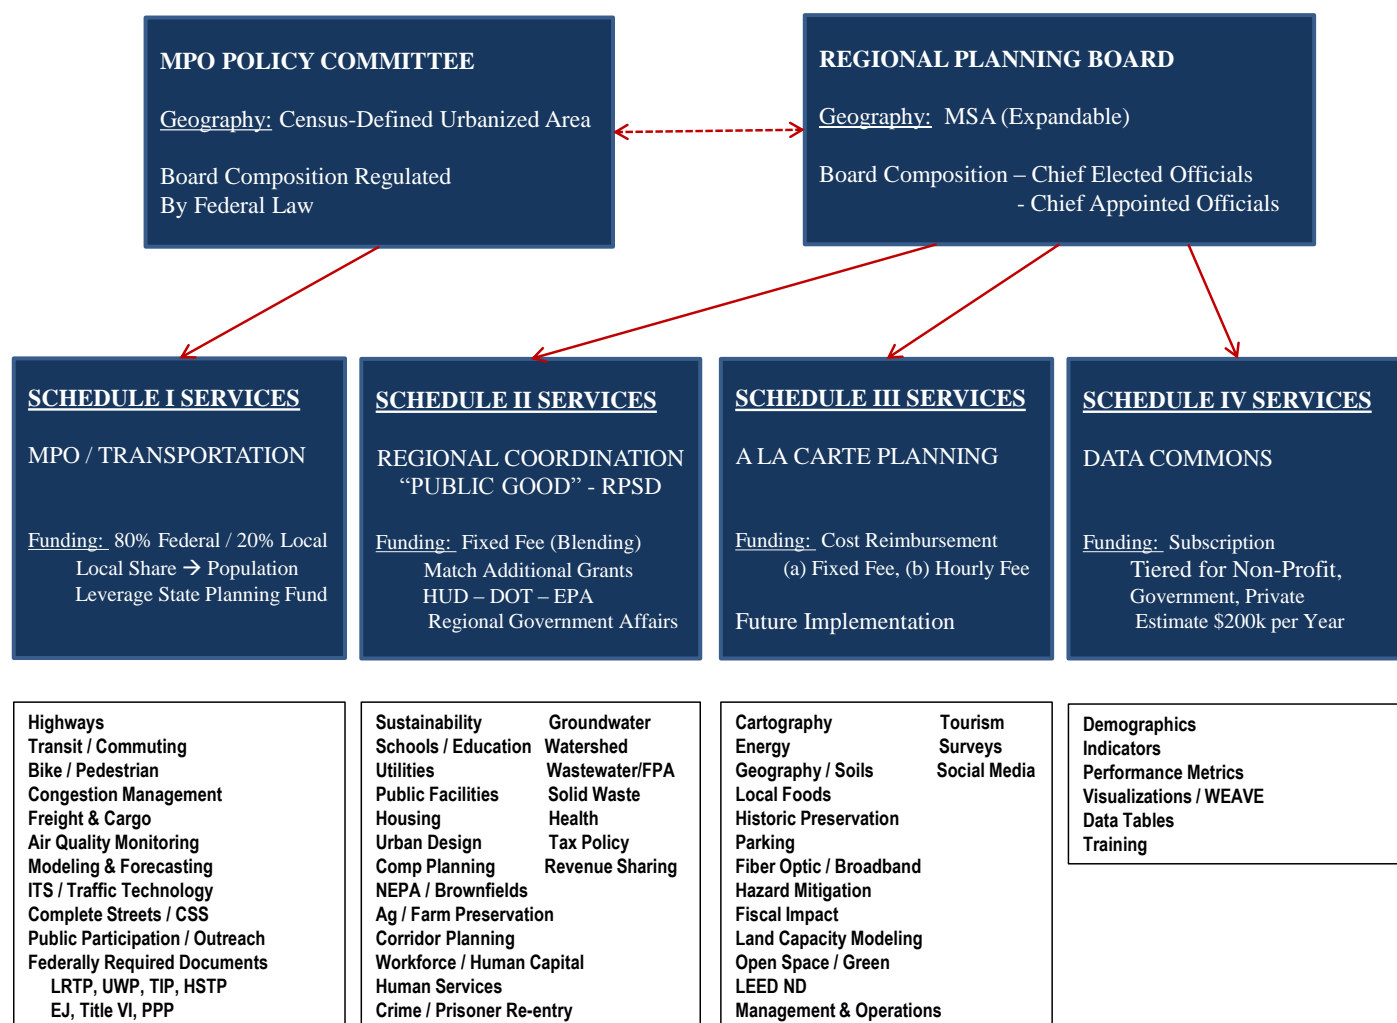 MPO POLICY COMMITTEE
Geography: Census-Defined Urbanized Area
Board Composition Regulated
By Federal Law
REGIONAL PLANNING BOARD
Geography: MSA (Expandable)
Board Composition – Chief Elected Officials
- Chief Appointed Officials
SCHEDULE I SERVICES
MPO / TRANSPORTATION
Funding: 80% Federal / 20% Local
Local Share → Population
Leverage State Planning Fund
SCHEDULE II SERVICES
REGIONAL COORDINATION
“PUBLIC GOOD” - RPSD
Funding: Fixed Fee (Blending)
Match Additional Grants
HUD – DOT – EPA
Regional Government Affairs
SCHEDULE III SERVICES
A LA CARTE PLANNING
Funding: Cost Reimbursement
(a) Fixed Fee, (b) Hourly Fee
Future Implementation
SCHEDULE IV SERVICES
DATA COMMONS
Funding: Subscription
Tiered for Non-Profit,
Government, Private
Estimate $200k per Year
Highways
Transit / Commuting
Bike / Pedestrian
Congestion Management
Freight & Cargo
Air Quality Monitoring
Modeling & Forecasting
ITS / Traffic Technology
Complete Streets / CSS
Public Participation / Outreach
Federally Required Documents
LRTP, UWP, TIP, HSTP
EJ, Title VI, PPP
Sustainability Groundwater
Schools / Education Watershed
Utilities Wastewater/FPA
Public Facilities Solid Waste
Housing Health
Urban Design Tax Policy
Comp Planning Revenue Sharing
NEPA / Brownfields
Ag / Farm Preservation
Corridor Planning
Workforce / Human Capital
Human Services
Crime / Prisoner Re-entry
Cartography Tourism
Energy Surveys
Geography / Soils Social Media
Local Foods
Historic Preservation
Parking
Fiber Optic / Broadband
Hazard Mitigation
Fiscal Impact
Land Capacity Modeling
Open Space / Green
LEED ND
Management & Operations
Demographics
Indicators
Performance Metrics
Visualizations / WEAVE
Data Tables
Training